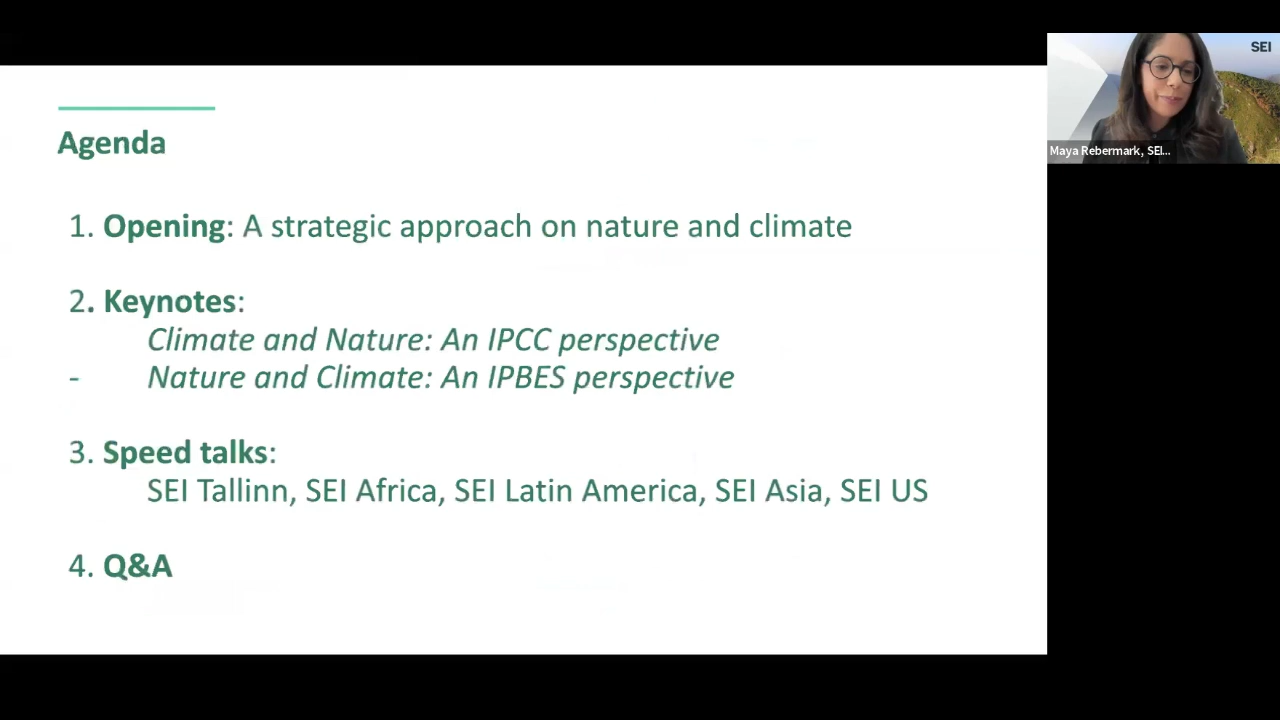 SEI
Maya Rebermark, SEI...
Agenda
1. Opening: A strategic approach on nature and climate
2. Keynotes:
Climate and Nature: An IPCC perspective
- Nature and Climate: An IPBES perspective
3. Speed talks:
SEI Tallinn, SEI Africa, SEI Latin America, SEI Asia, SEI US
4. Q&A